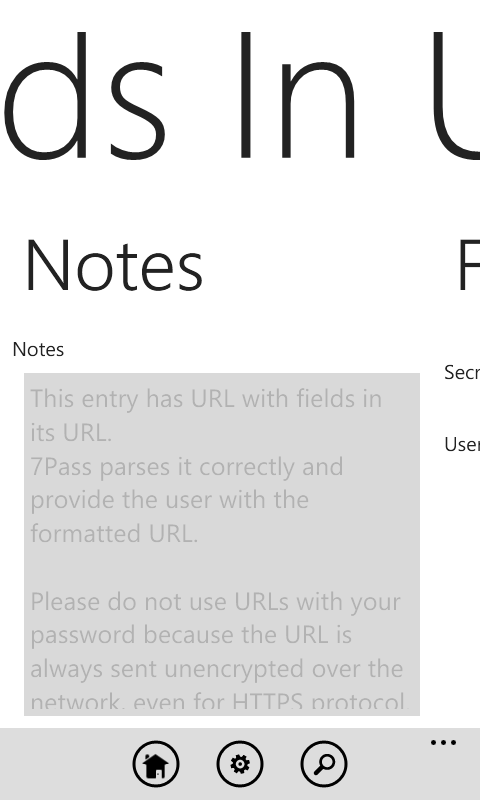 ds In U
Notes
F
Notes
Secr
User
This entry has URL with fields in
its URL.
7Pass parses it correctly and
provide the user with the
formatted URL.
Please do not use URLs with your
password because the URL is
always sent unencrypted over the
network, even for HTTPS protocol